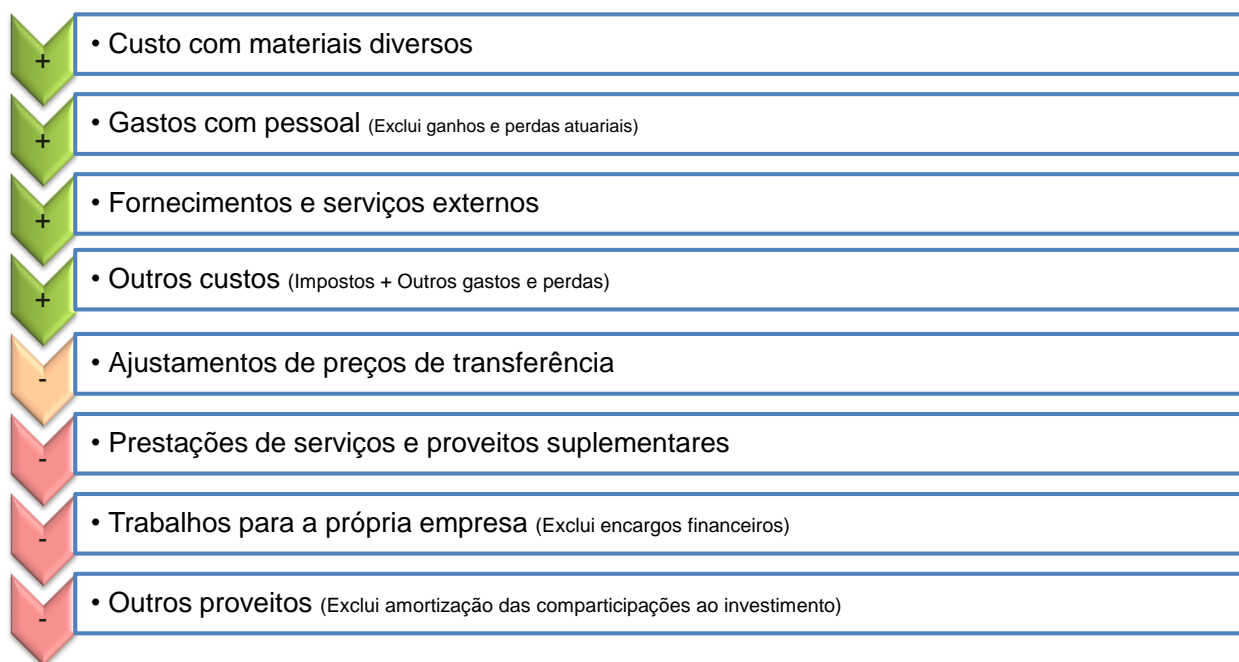 + • Custo com materiais diversos
+ • Gastos com pessoal (Exclui ganhos e perdas atuariais)
+ • Fornecimentos e serviços externos
+ • Outros custos (Impostos + Outros gastos e perdas)
- • Ajustamentos de preços de transferência
- • Prestações de serviços e proveitos suplementares
- • Trabalhos para a própria empresa (Exclui encargos financeiros)
- • Outros proveitos (Exclui amortização das comparticipações ao investimento)